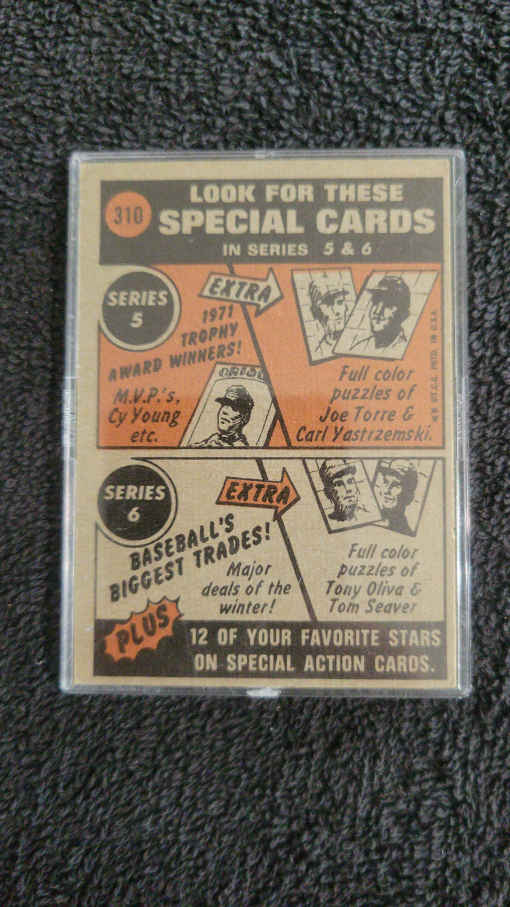 310
LOOK FOR THESE
SPECIAL CARDS
IN SERIES 5 & 6
SERIES
5
EXTRA
1971
TROPHY
AWARD WINNERS!
M.V.P.'s,
Cy Young
etc.
Full color
puzzles of
Joe Torre &
Carl Yastrzemski.
PRTD. IN U.S.A.
SERIES
6
EXTRA
BASEBALL'S
BIGGEST TRADES!
Major
deals of the
winter!
Full color
puzzles of
Tony Oliva &
Tom Seaver
PLUS
12 OF YOUR FAVORITE STARS
ON SPECIAL ACTION CARDS.